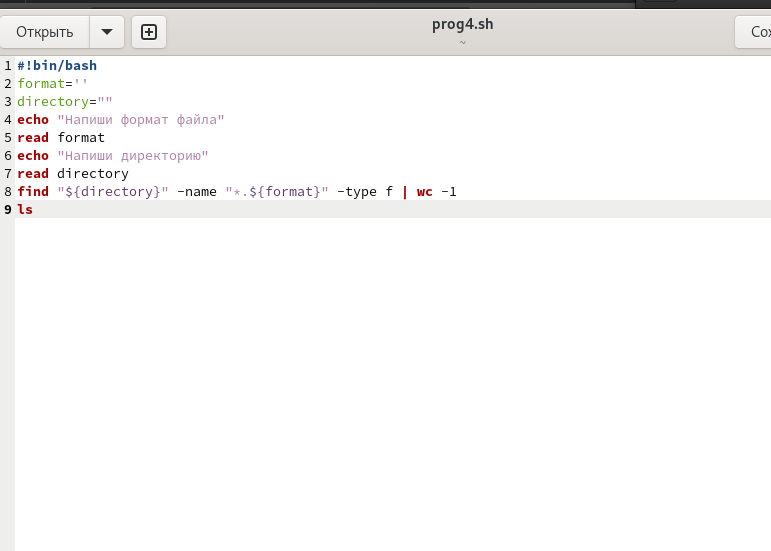 Открыть
prog4.sh
~
Сох
1 #!bin/bash
2 format=''
3 directory=""
4 echo "Напиши формат файла"
5 read format
6 echo "Напиши директорию"
7 read directory
8 find "${directory}" -name "*.${format}" -type f | wc -1
9 ls